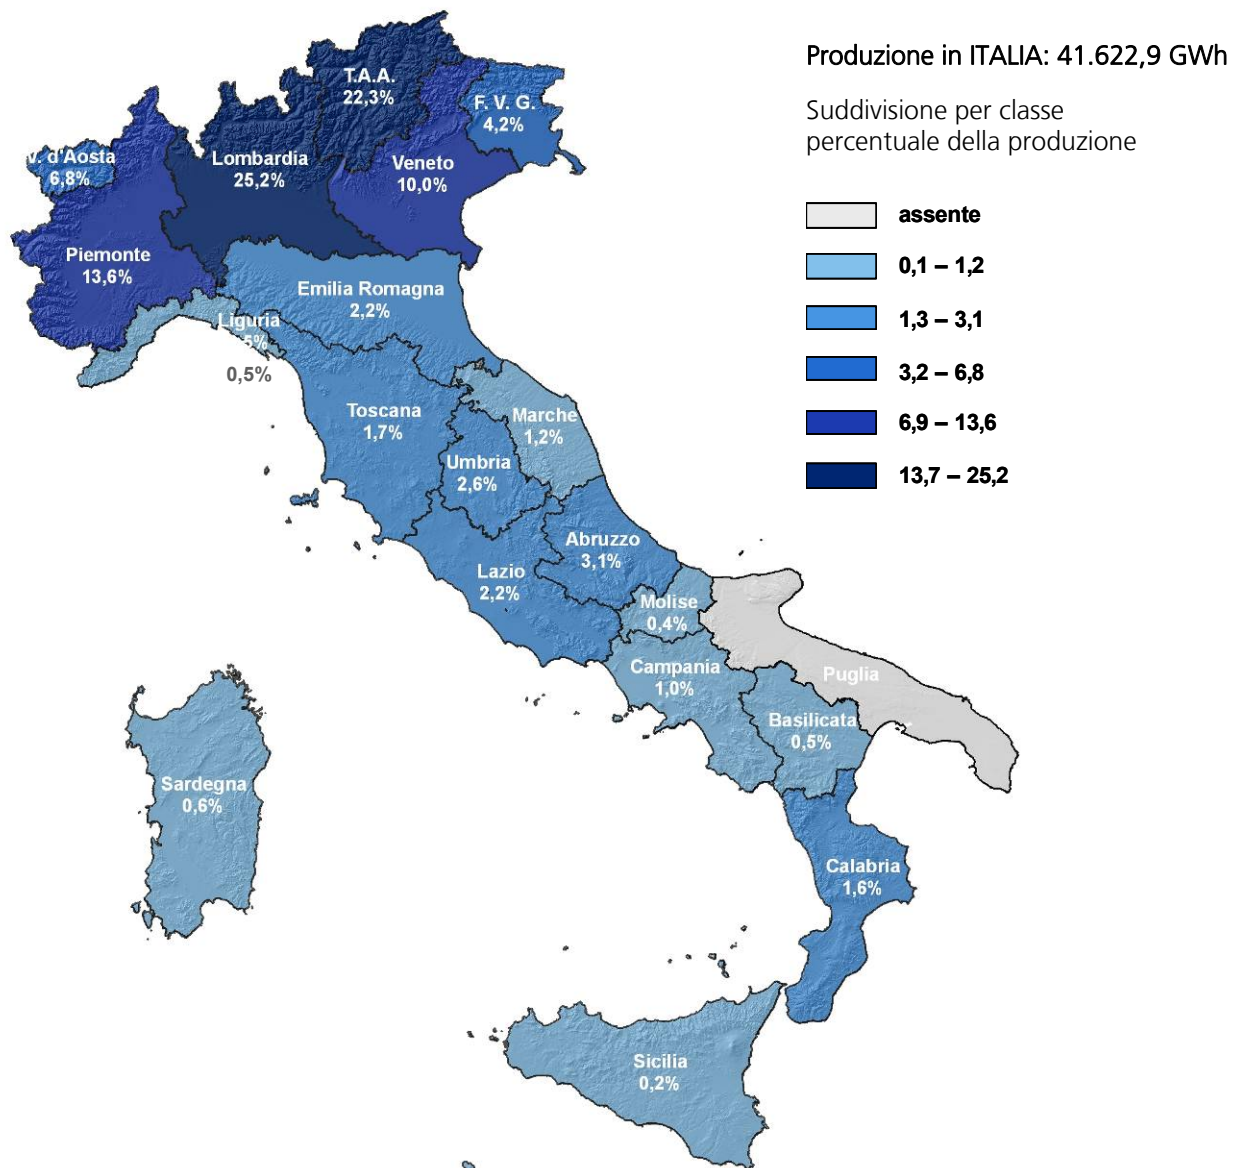 Produzione in ITALIA: 41.622,9 GWh
Suddivisione per classe
percentuale della produzione
assente
0,1 – 1,2
1,3 – 3,1
3,2 – 6,8
6,9 – 13,6
13,7 – 25,2
T.A.A.
22,3%
F. V. G.
4,2%
v. d'Aosta
6,8%
Lombardia
25,2%
Veneto
10,0%
Piemonte
13,6%
Emilia Romagna
2,2%
Liguria
,5%
0,5%
Toscana
1,7%
Marche
1,2%
Umbria
2,6%
Abruzzo
3,1%
Lazio
2,2%
Molise
0,4%
Campania
1,0%
Puglia
Basilicata
0,5%
Sardegna
0,6%
Calabria
1,6%
Sicilia
0,2%